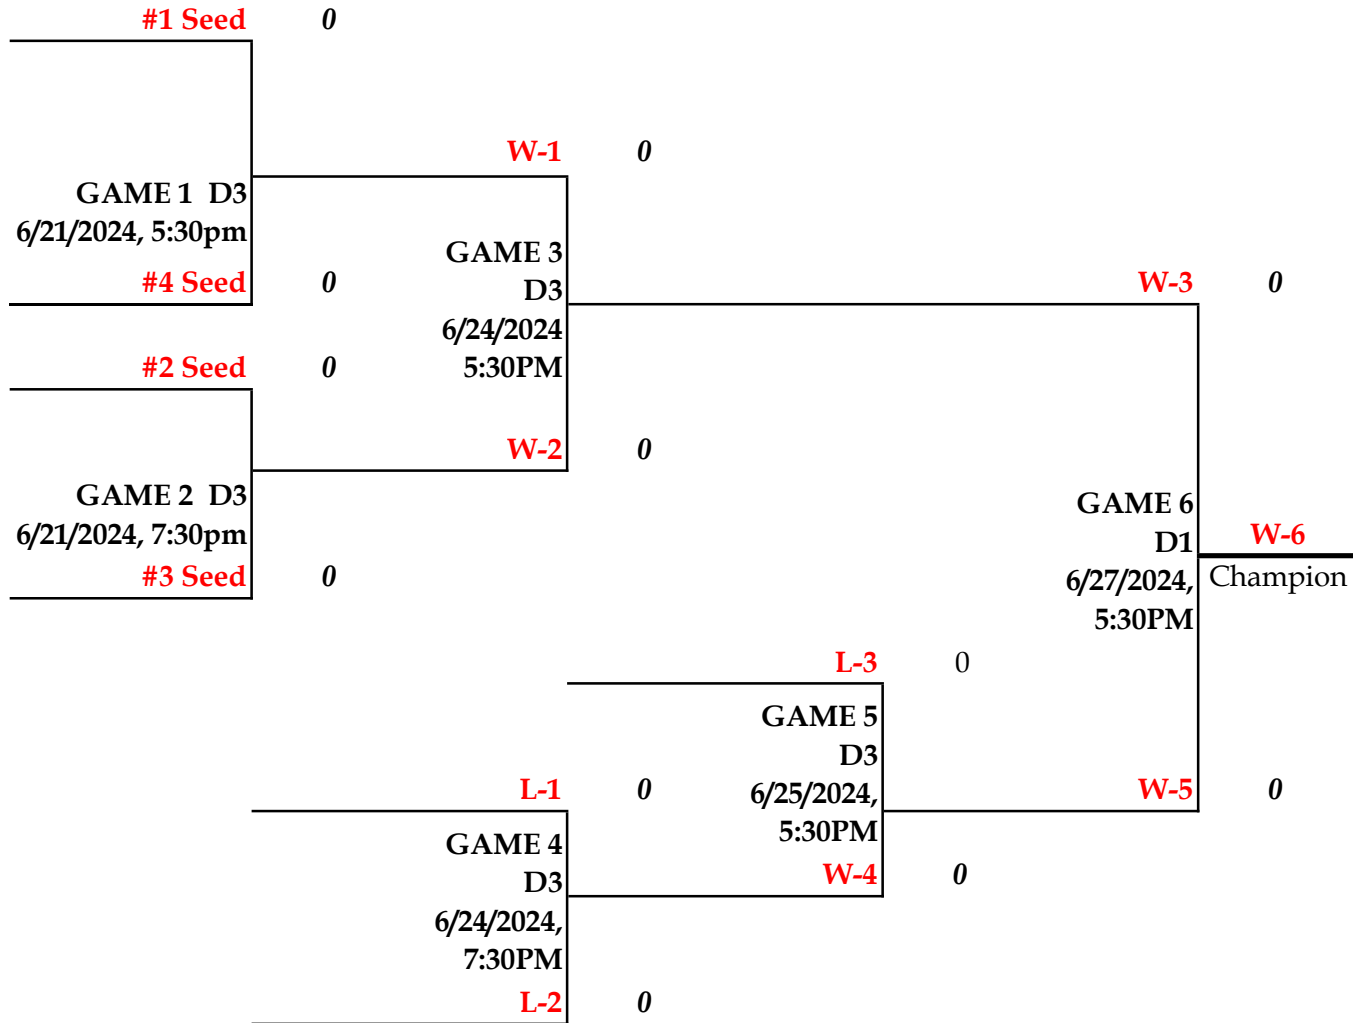 #1 Seed 0
W-1 0
GAME 1 D3
6/21/2024, 5:30pm
#4 Seed 0
GAME 3
D3
6/24/2024
5:30PM
W-3 0
#2 Seed 0
W-2 0
GAME 2 D3
6/21/2024, 7:30pm
#3 Seed 0
GAME 6
D1
6/27/2024,
5:30PM
W-6
Champion
L-3 0
GAME 5
D3
6/25/2024,
5:30PM
W-4 0
W-5 0
L-1 0
GAME 4
D3
6/24/2024,
7:30PM
L-2 0